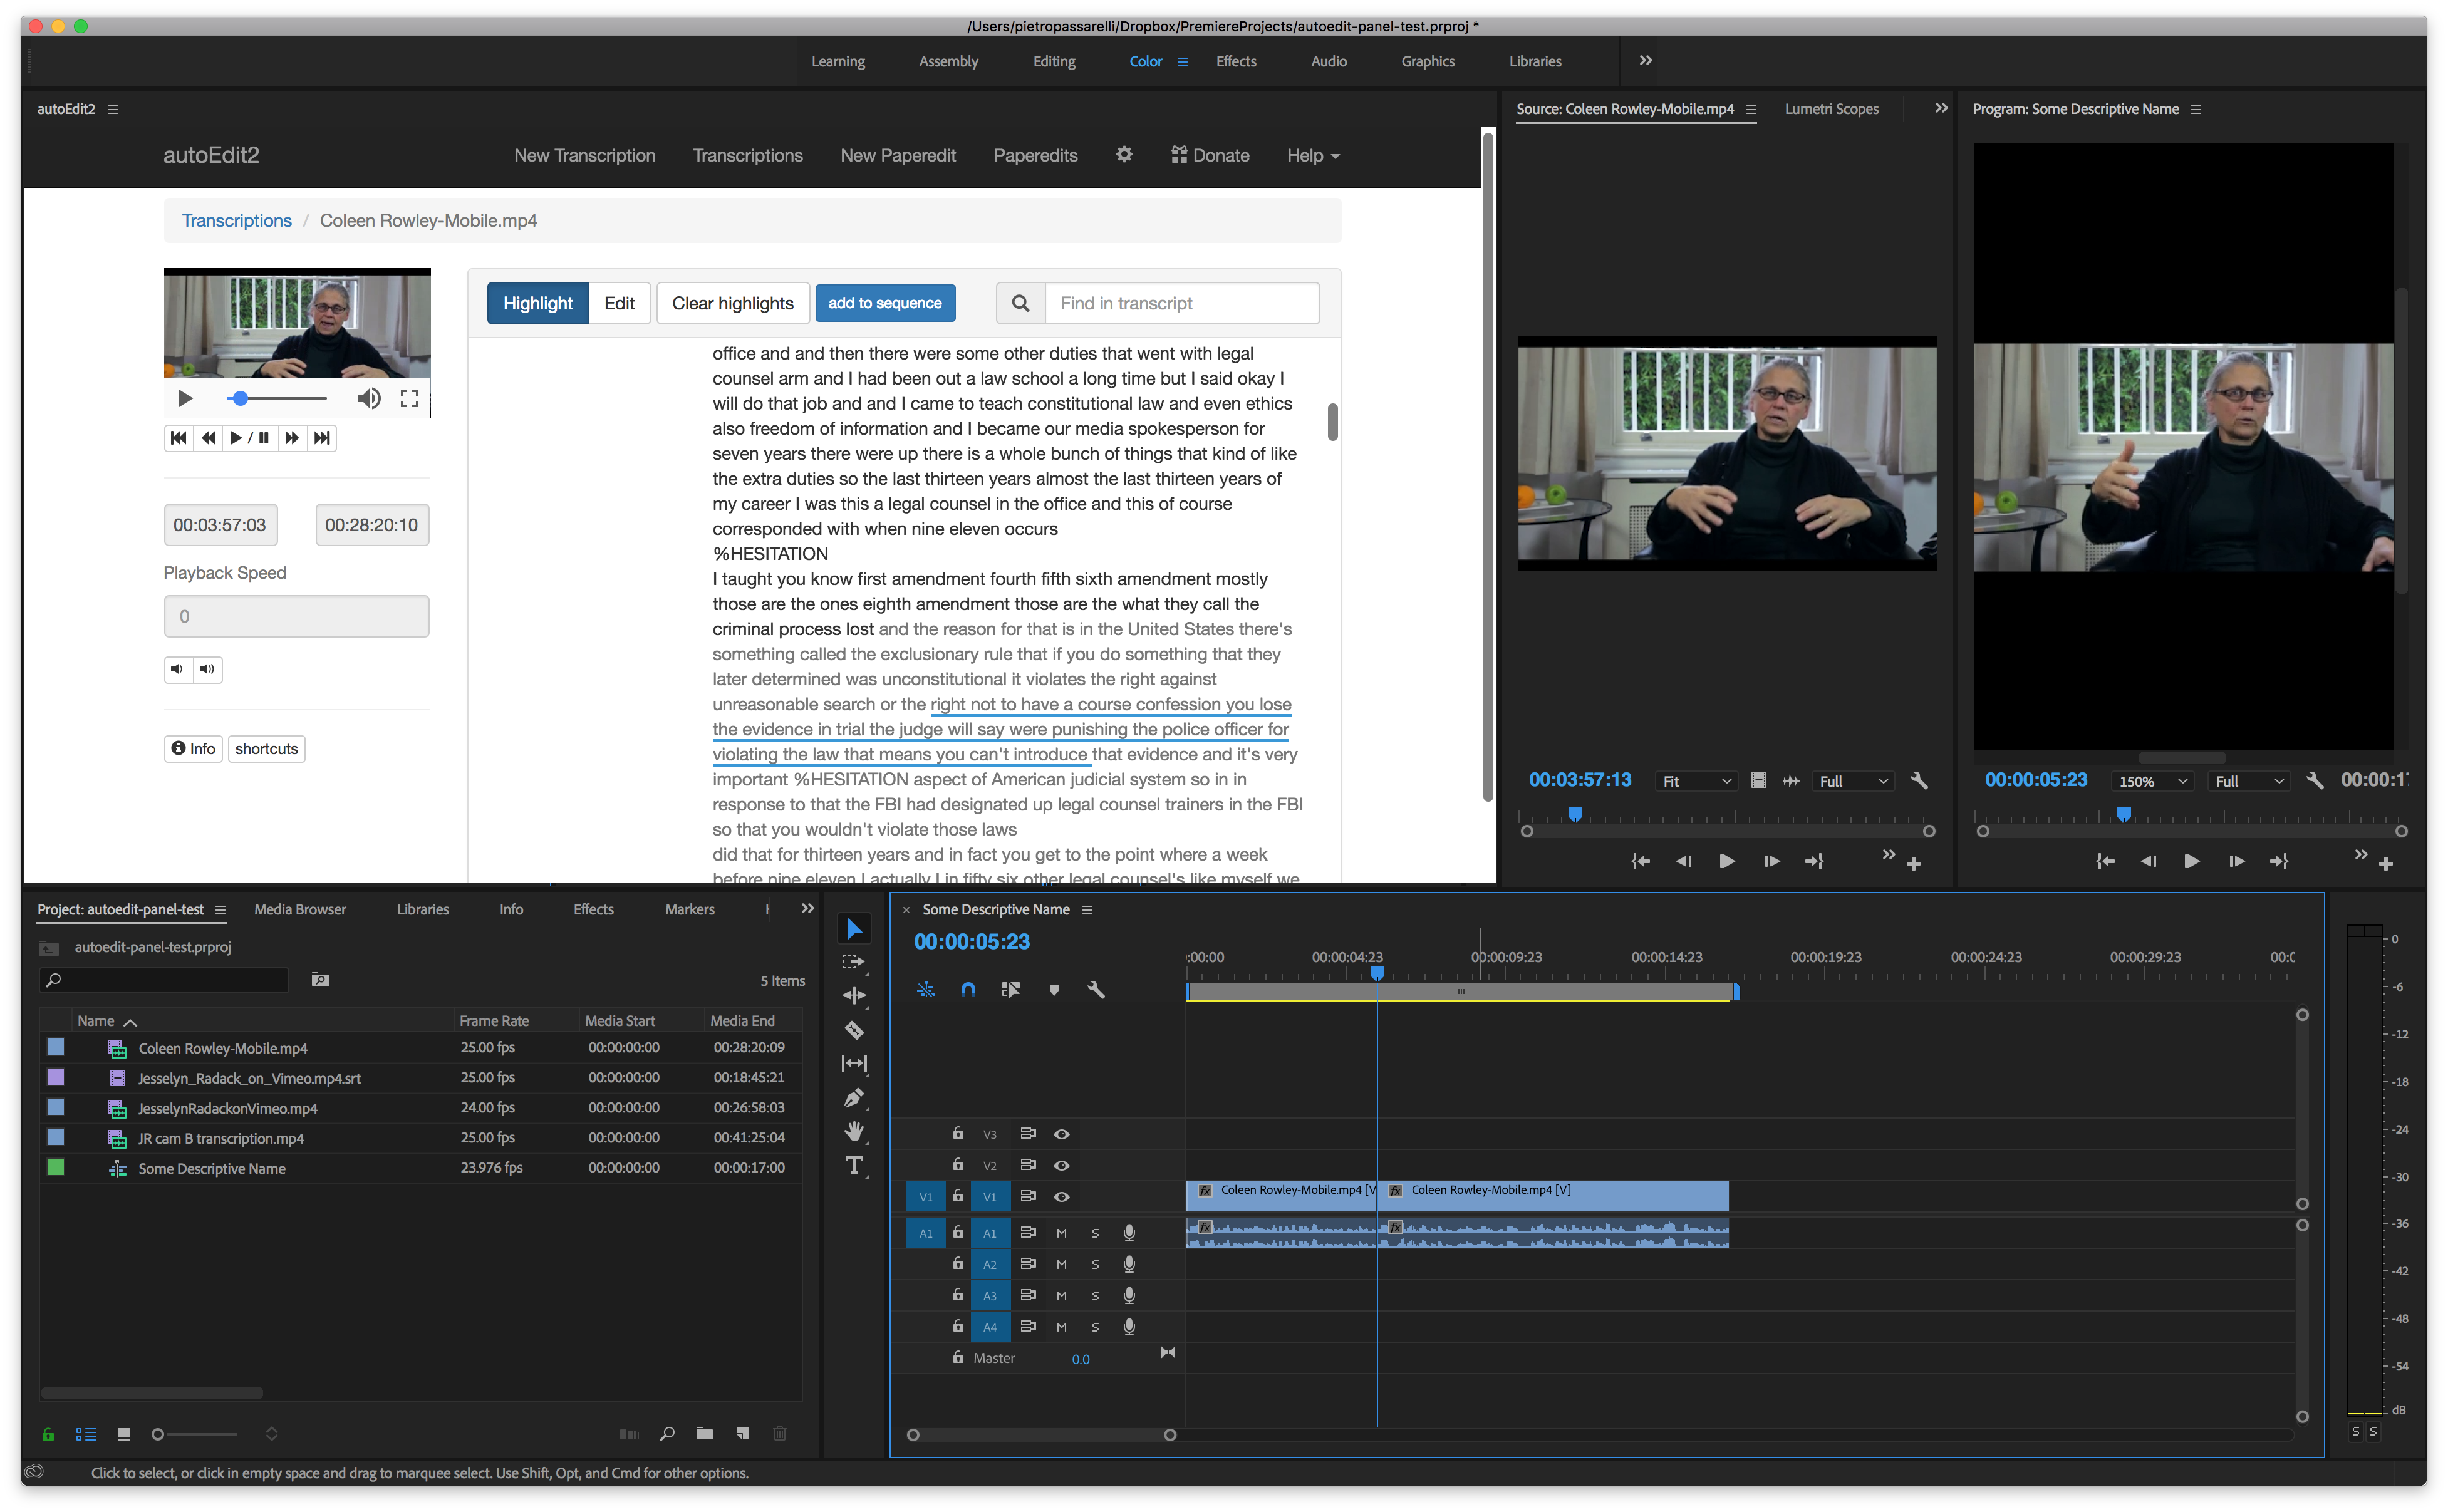 /Users/pietropassarelli/Dropbox/PremiereProjects/autoedit-panel-test.prproj *
Learning Assembly Editing Color Effects Audio Graphics Libraries
autoEdit2
autoEdit2 New Transcription Transcriptions New Paperedit Paperedits Donate Help
Transcriptions / Coleen Rowley-Mobile.mp4
Highlight Edit Clear highlights add to sequence Find in transcript
office and and then there were some other duties that went with legal
counsel arm and I had been out a law school a long time but I said okay I
will do that job and and I came to teach constitutional law and even ethics
also freedom of information and I became our media spokesperson for
seven years there were up there is a whole bunch of things that kind of like
the extra duties so the last thirteen years almost the last thirteen years of
my career I was this a legal counsel in the office and this of course
corresponded with when nine eleven occurs
%HESITATION
I taught you know first amendment fourth fifth sixth amendment mostly
those are the ones eighth amendment those are the what they call the
criminal process lost and the reason for that is in the United States there's
something called the exclusionary rule that if you do something that they
later determined was unconstitutional it violates the right against
unreasonable search or the right not to have a course confession you lose
the evidence in trial the judge will say were punishing the police officer for
violating the law that means you can't introduce that evidence and it's very
important %HESITATION aspect of American judicial system so in in
response to that the FBI had designated up legal counsel trainers in the FBI
so that you wouldn't violate those laws
did that for thirteen years and in fact you get to the point where a week
before nine eleven I actually I in fifty six other legal counsel's like myself we
00:03:57:03 00:28:20:10
Playback Speed
0
Info shortcuts
Source: Coleen Rowley-Mobile.mp4 Lumetri Scopes
00:03:57:13 Fit Full
Program: Some Descriptive Name
00:00:05:23 150% Full 00:00:1
Project: autoedit-panel-test Media Browser Libraries Info Effects Markers
autoedit-panel-test.prproj
5 Items
Name Frame Rate Media Start Media End
Coleen Rowley-Mobile.mp4 25.00 fps 00:00:00:00 00:28:20:09
Jesselyn_Radack_on_Vimeo.mp4.srt 25.00 fps 00:00:00:00 00:18:45:21
JesselynRadackonVimeo.mp4 24.00 fps 00:00:00:00 00:26:58:03
JR cam B transcription.mp4 25.00 fps 00:00:00:00 00:41:25:04
Some Descriptive Name 23.976 fps 00:00:00:00 00:00:17:00
Some Descriptive Name
00:00:05:23
:00:00 00:00:04:23 00:00:09:23 00:00:14:23 00:00:19:23 00:00:24:23 00:00:29:23 00:0
V3
V2
V1 V1 fx Coleen Rowley-Mobile.mp4 [V fx Coleen Rowley-Mobile.mp4 [V]
A1 A1 M S fx fx
A2 M S
A3 M S
A4 M S
Master 0.0
0
-6
-12
-18
-24
-30
-36
-42
-48
-54
dB
S S
Click to select, or click in empty space and drag to marquee select. Use Shift, Opt, and Cmd for other options.